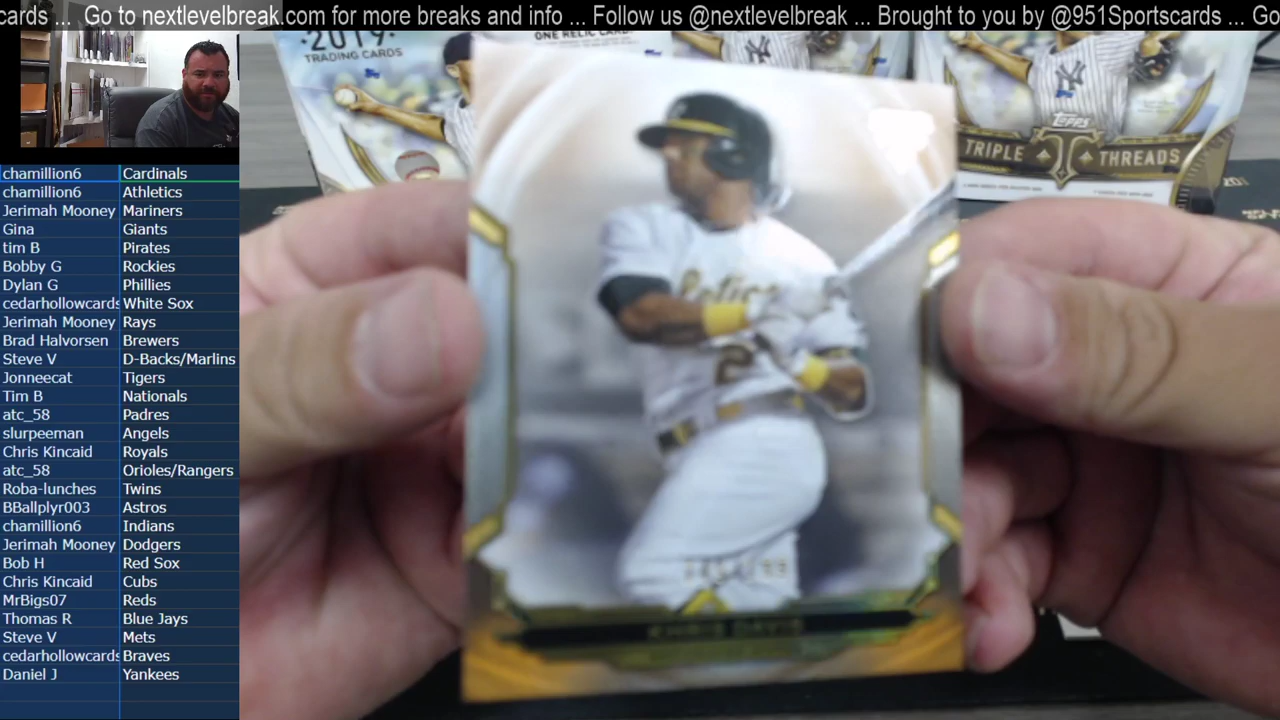 cards ... Go to nextlevelbreak.com for more breaks and info ... Follow us @nextlevelbreak ... Brought to you by @951Sportscards ... Go
2019
TRADING CARDS
ONE RELIC CARD
TOPPS
TRIPLE THREADS
chamillion6 Cardinals
chamillion6 Athletics
Jerimah Mooney Mariners
Gina Giants
tim B Pirates
Bobby G Rockies
Dylan G Phillies
cedarhollowcards White Sox
Jerimah Mooney Rays
Brad Halvorsen Brewers
Steve V D-Backs/Marlins
Jonneecat Tigers
Tim B Nationals
atc_58 Padres
slurpeeman Angels
Chris Kincaid Royals
atc_58 Orioles/Rangers
Roba-lunches Twins
BBallplyr003 Astros
chamillion6 Indians
Jerimah Mooney Dodgers
Bob H Red Sox
Chris Kincaid Cubs
MrBigs07 Reds
Thomas R Blue Jays
Steve V Mets
cedarhollowcards Braves
Daniel J Yankees
2
KHRIS DAVIS